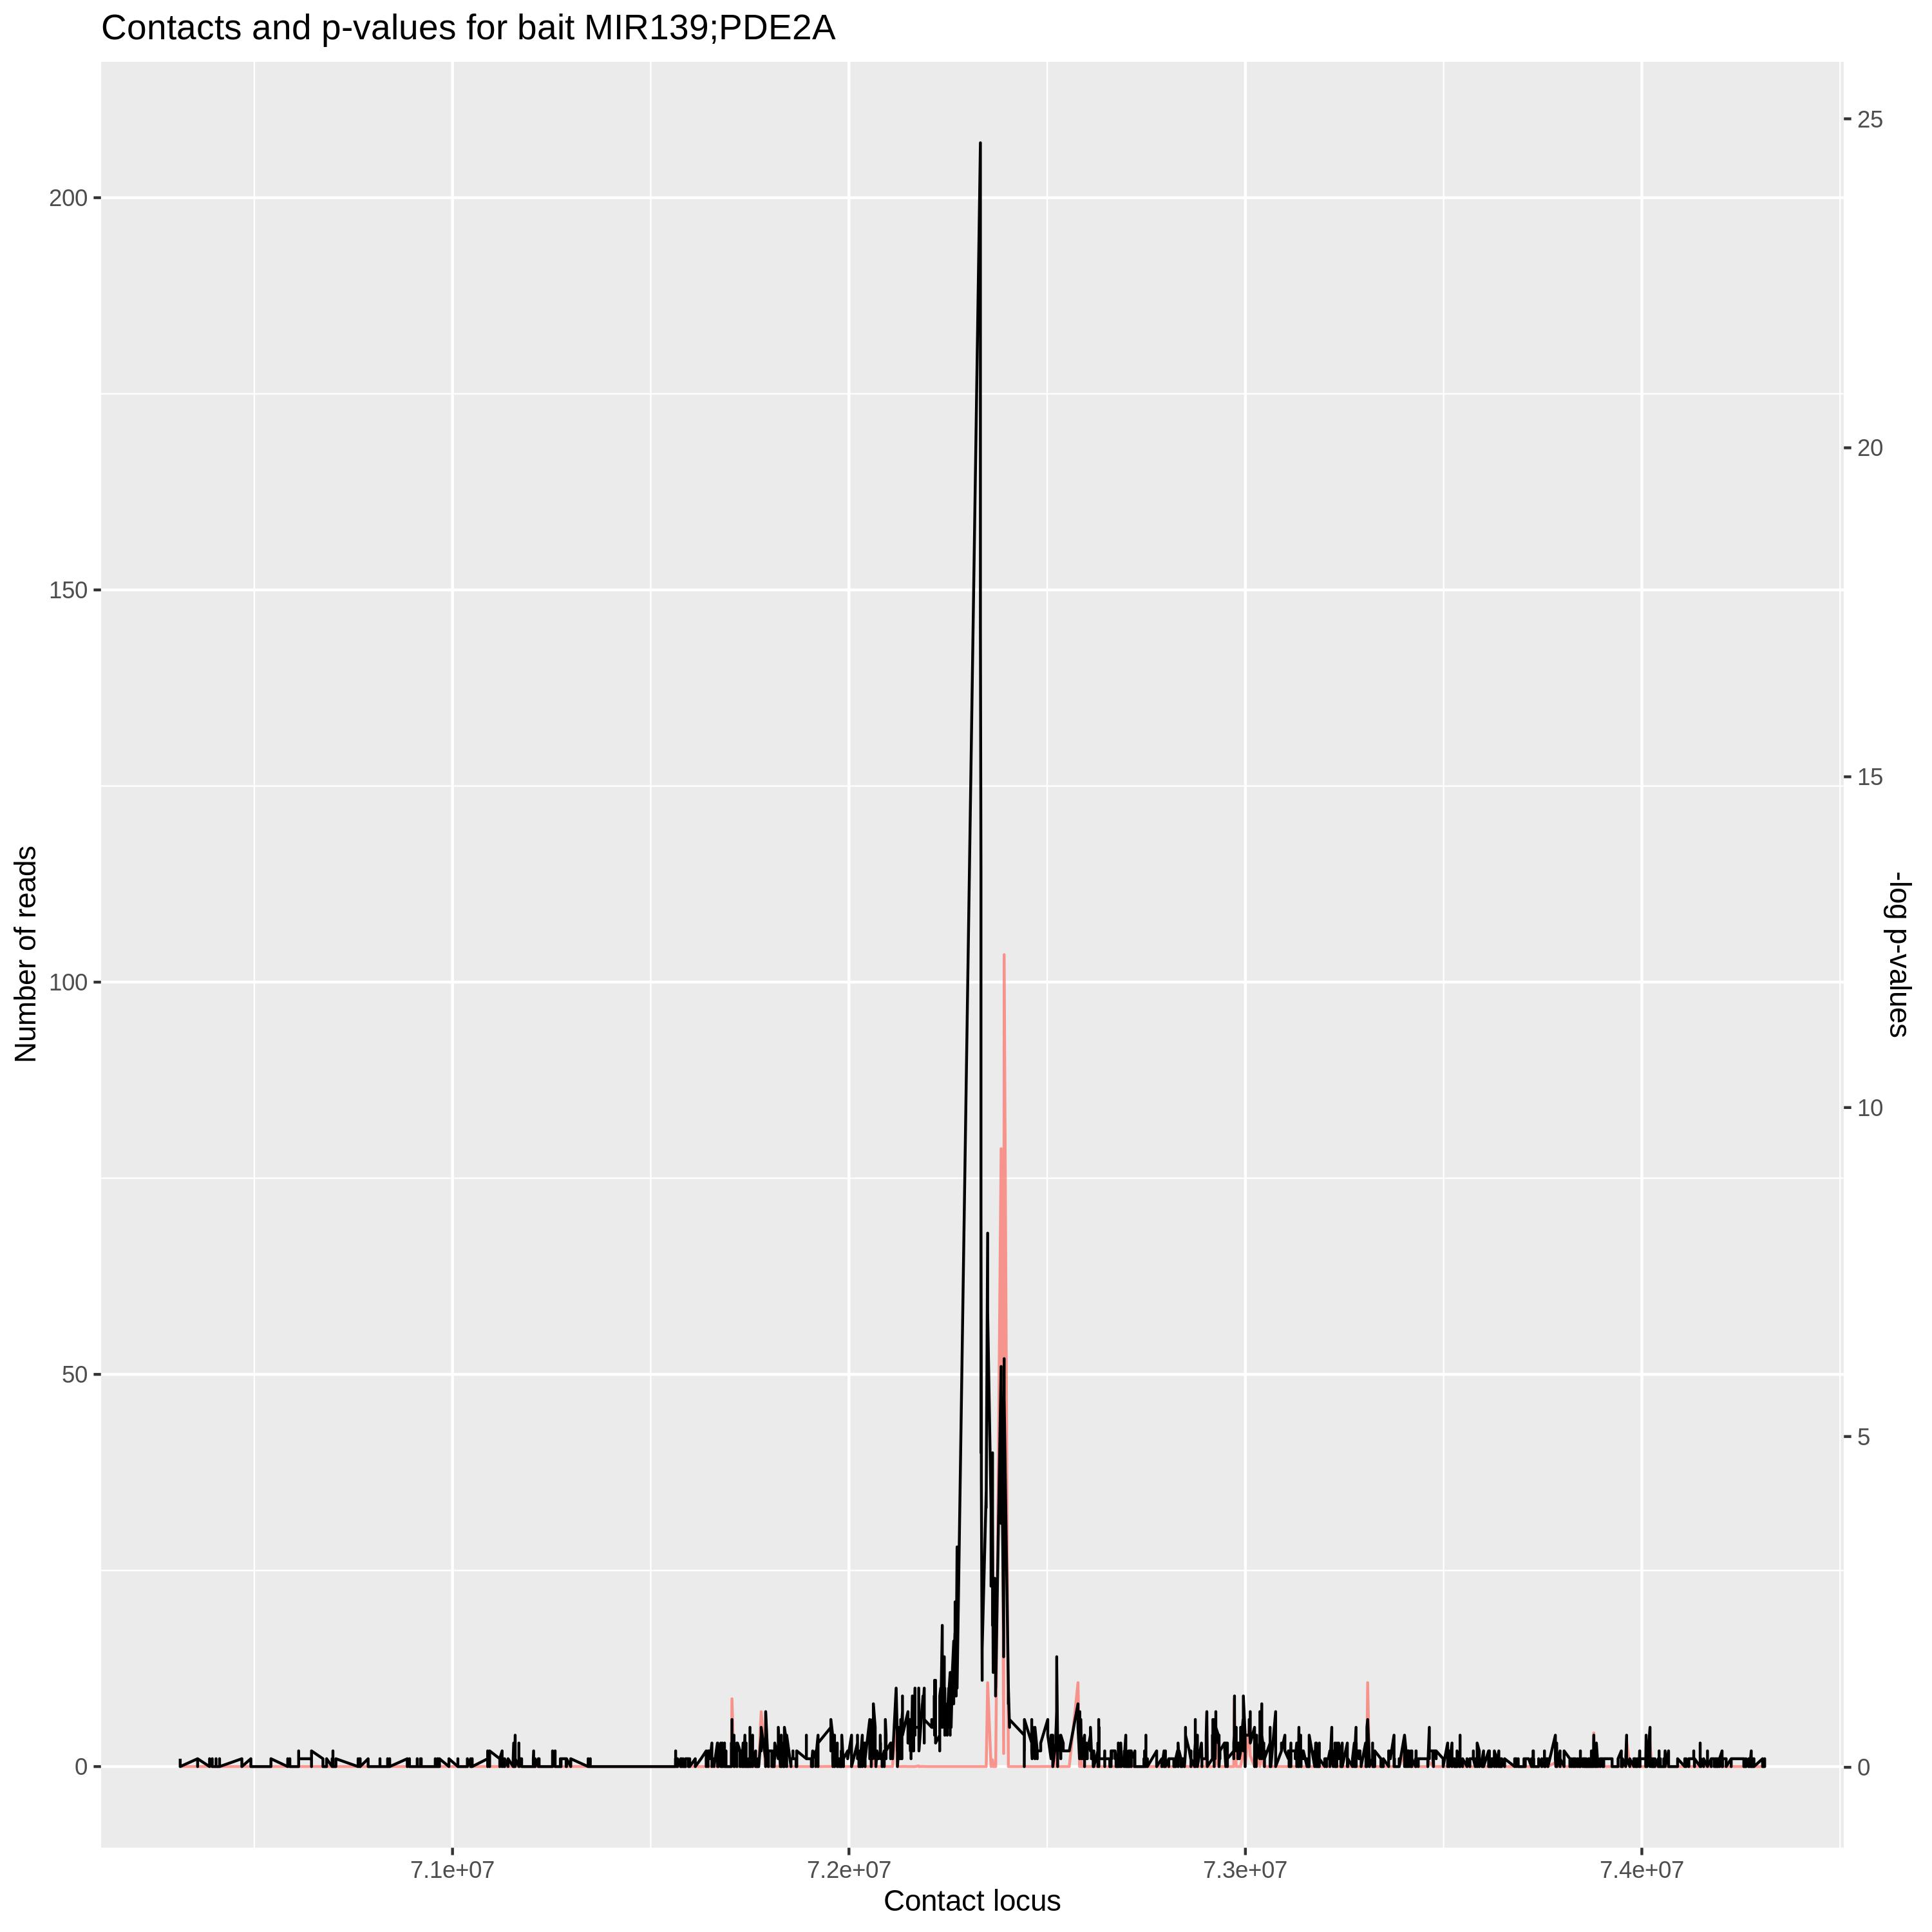 Contacts and p-values for bait MIR139;PDE2A
Number of reads
200
150
100
50
0
25
20
15
10
5
0
-log p-values
7.1e+07 7.2e+07 7.3e+07 7.4e+07
Contact locus